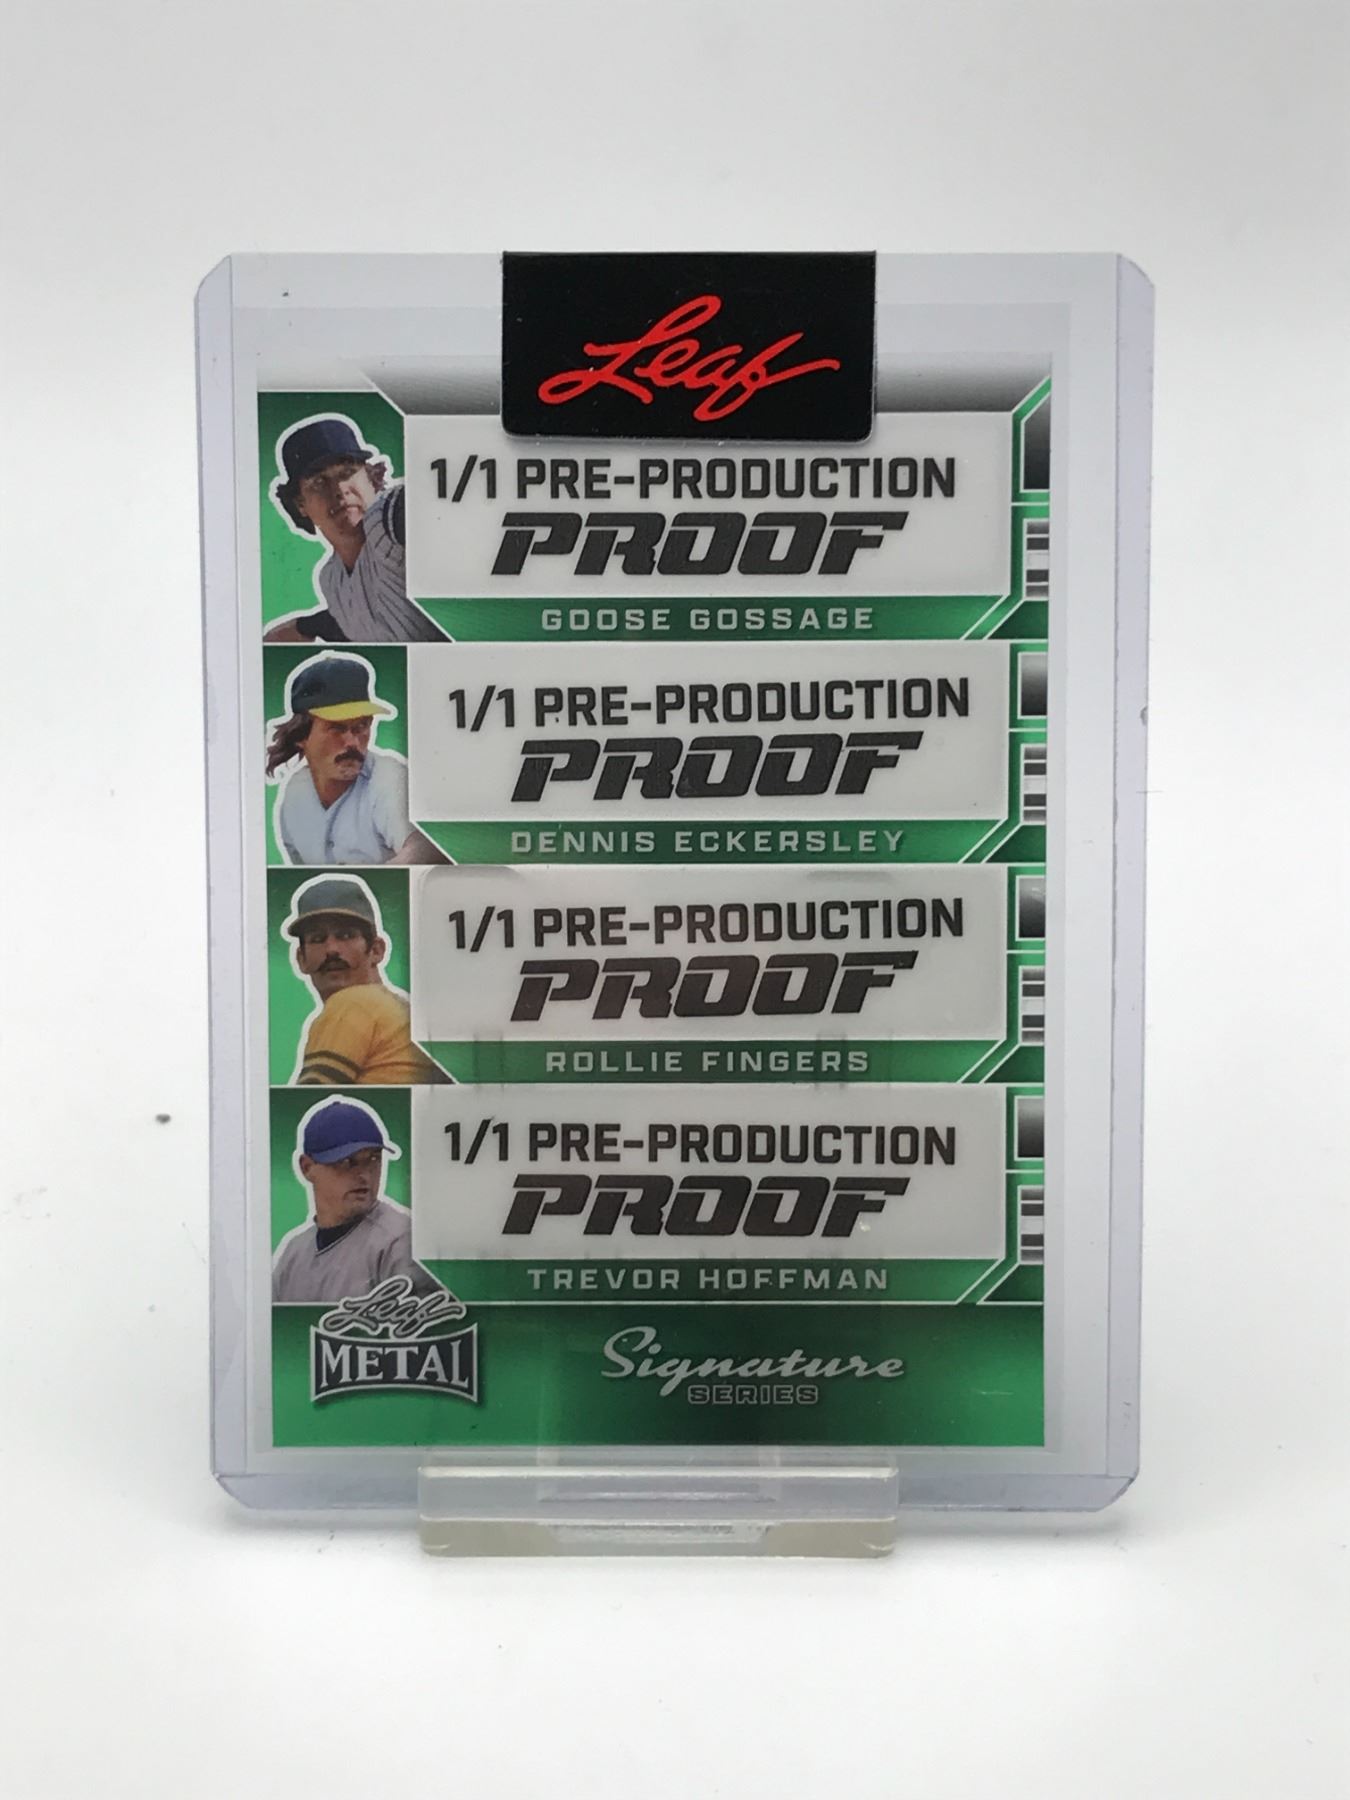 Leaf
1/1 PRE-PRODUCTION
PROOF
GOOSE GOSSAGE
1/1 PRE-PRODUCTION
PROOF
DENNIS ECKERSLEY
1/1 PRE-PRODUCTION
PROOF
ROLLIE FINGERS
1/1 PRE-PRODUCTION
PROOF
TREVOR HOFFMAN
Leaf
METAL
Signature
SERIES